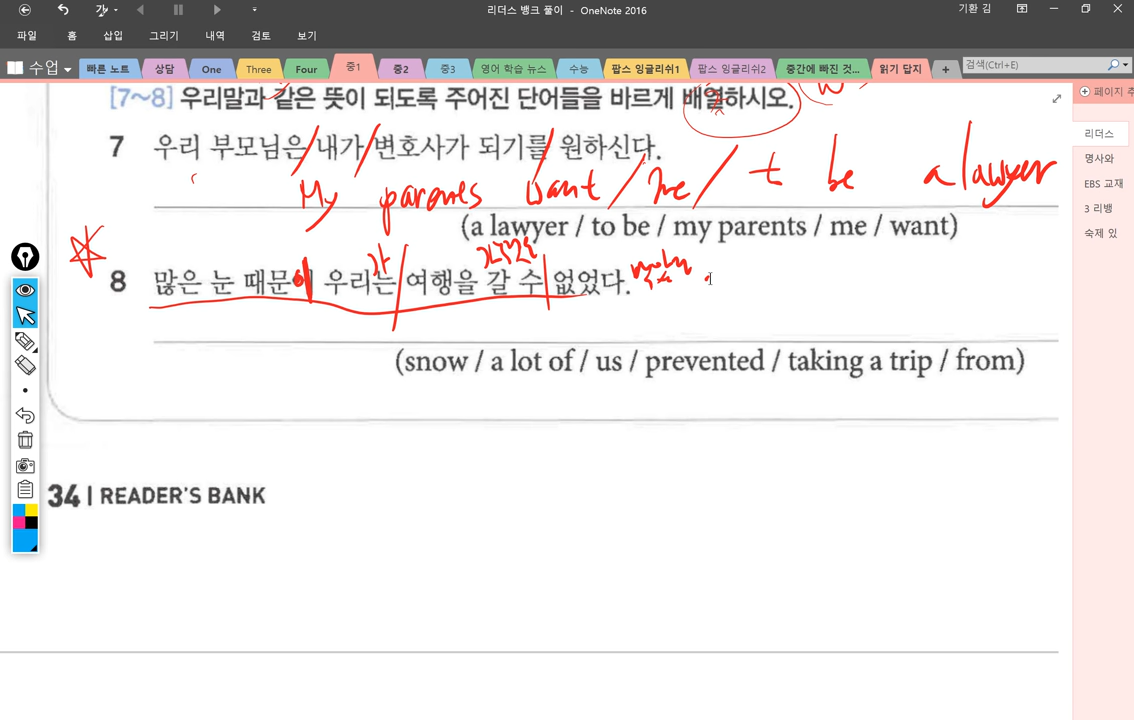 리더스 뱅크 풀이 - OneNote 2016
기환 김
파일 홈 삽입 그리기 내역 검토 보기
수업 빠른 노트 상담 One Three Four 중1 중2 중3 영어 학습 뉴스 수능 팝스 잉글리쉬1 팝스 잉글리쉬2 중간에 빠진 것... 읽기 답지 + 검색(Ctrl+E)
페이지 추
리더스
명사와
EBS 교재
3 리뱅
숙제 있
[7~8] 우리말과 같은 뜻이 되도록 주어진 단어들을 바르게 배열하시오.
7 우리 부모님은 내가 변호사가 되기를 원하신다.
My parents want / me / t be a lawyer
(a lawyer / to be / my parents / me / want)
8 많은 눈 때문에 우리는 여행을 갈 수 없었다.
(snow / a lot of / us / prevented / taking a trip / from)
34 | READER'S BANK